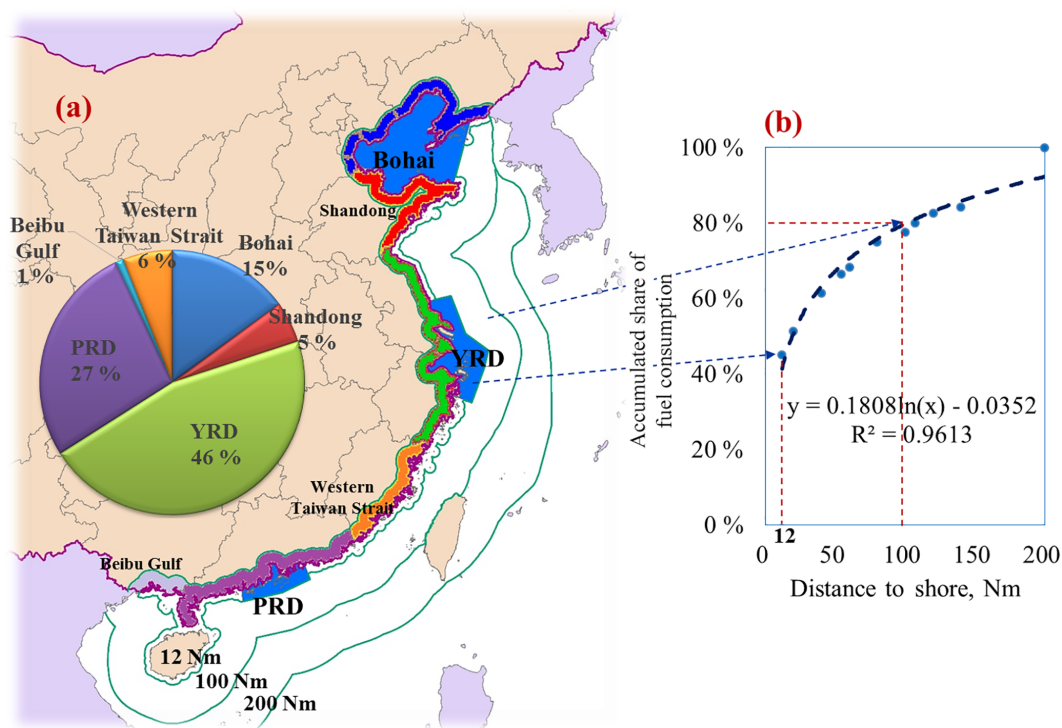 (a)
Bohai
Shandong
Western
Taiwan Strait
6 %
Beibu
Gulf
1%
Bohai
15%
Shandong
5 %
PRD
27 %
YRD
46 %
YRD
Western
Taiwan Strait
Beibu Gulf
PRD
12 Nm
100 Nm
200 Nm
(b)
Accumulated share of
fuel consumption
100 %
80 %
60 %
40 %
20 %
0 %
y = 0.1808ln(x) - 0.0352
R² = 0.9613
12
0
50
100
150
200
Distance to shore, Nm